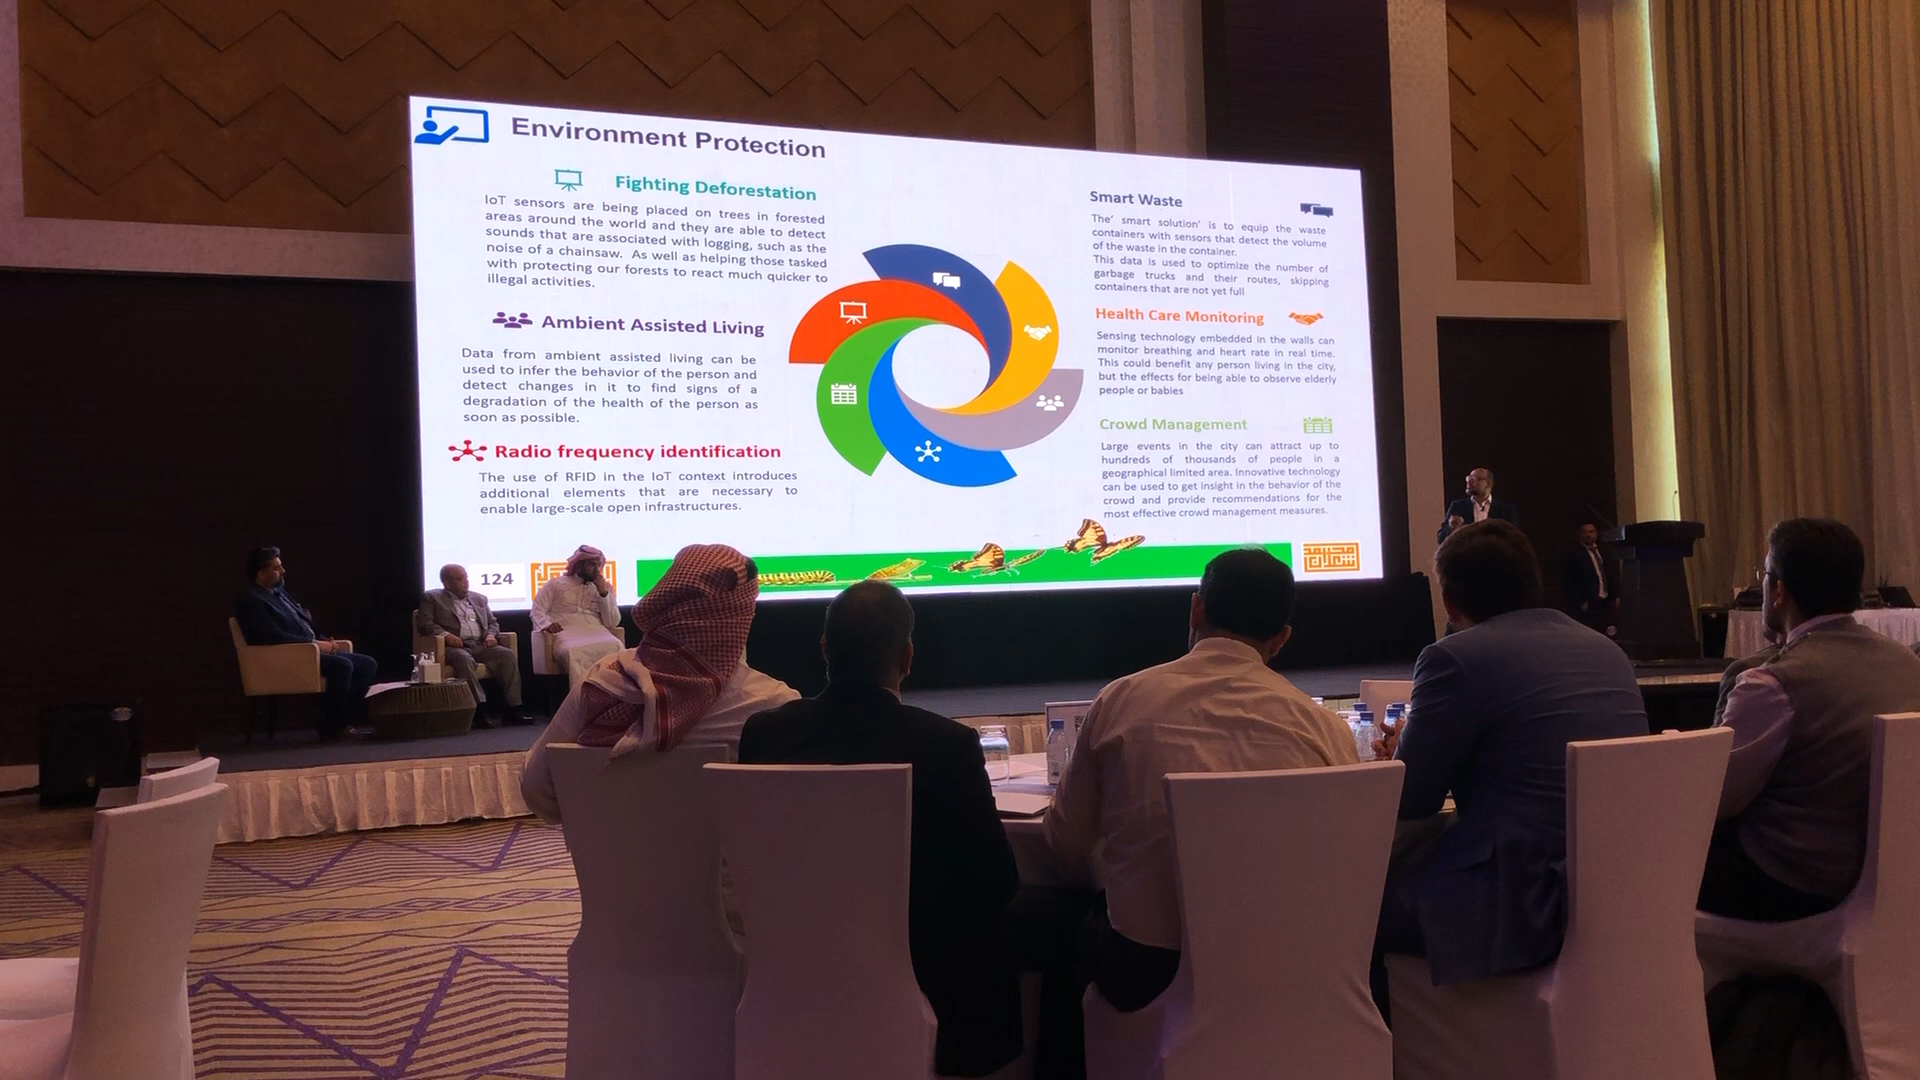 Environment Protection
Fighting Deforestation
IoT sensors are being placed on trees in forested
areas around the world and they are able to detect
sounds that are associated with logging, such as the
noise of a chainsaw. As well as helping those tasked
with protecting our forests to react much quicker to
illegal activities.
Ambient Assisted Living
Data from ambient assisted living can be
used to infer the behavior of the person and
detect changes in it to find signs of a
degradation of the health of the person as
soon as possible.
Radio frequency identification
The use of RFID in the IoT context introduces
additional elements that are necessary to
enable large-scale open infrastructures.
Smart Waste
The' smart solution' is to equip the waste
containers with sensors that detect the volume
of the waste in the container.
This data is used to optimize the number of
garbage trucks and their routes, skipping
containers that are not yet full
Health Care Monitoring
Sensing technology embedded in the walls can
monitor breathing and heart rate in real time.
This could benefit any person living in the city,
but the effects for being able to observe elderly
people or babies
Crowd Management
Large events in the city can attract up to
hundreds of thousands of people in a
geographical limited area. Innovative technology
can be used to get insight in the behavior of the
crowd and provide recommendations for the
most effective crowd management measures.
124